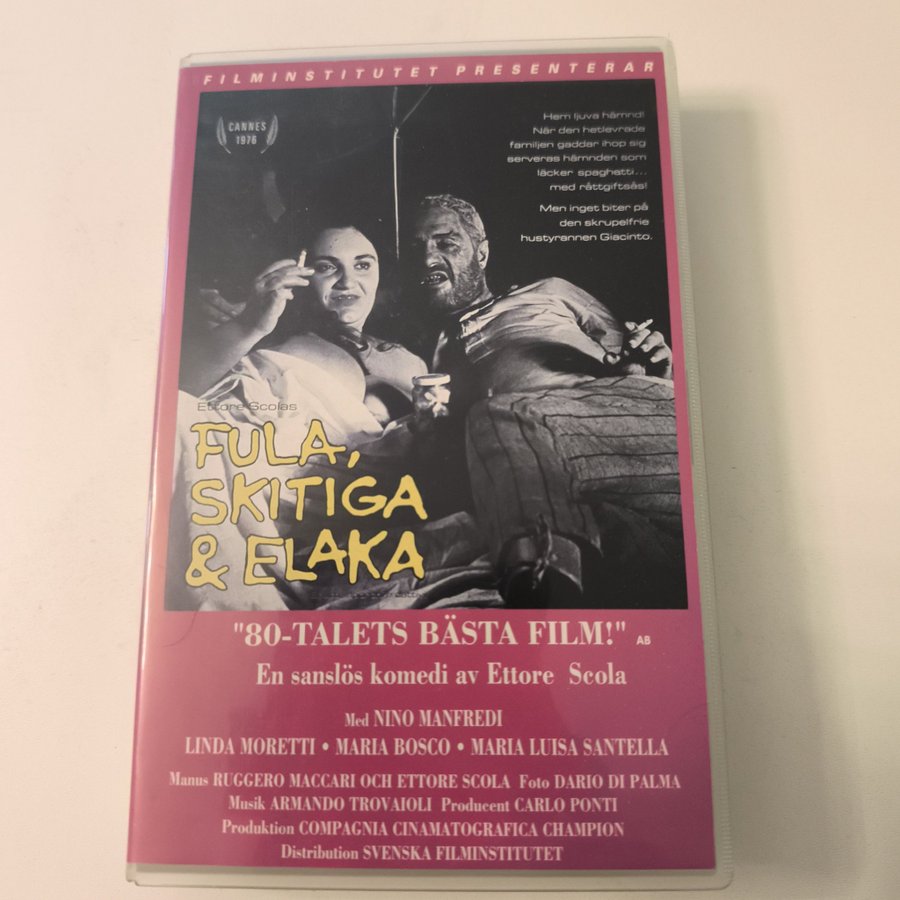 FILMINSTITUTET PRESENTERAR
CANNES
1976
Hem ljuva hämnd!
När den hetlevrade
familjen gaddar ihop sig
serveras hämnden som
läcker spaghetti...
med råttgiftsås!
Men inget biter på
den skrupelfrie
hustyrannen Giacinto.
Ettore Scolas
FULA,
SKITIGA
& ELAKA
"80-TALETS BÄSTA FILM!" AB
En sanslös komedi av Ettore Scola
Med NINO MANFREDI
LINDA MORETTI • MARIA BOSCO • MARIA LUISA SANTELLA
Manus RUGGERO MACCARI OCH ETTORE SCOLA Foto DARIO DI PALMA
Musik ARMANDO TROVAIOLI Producent CARLO PONTI
Produktion COMPAGNIA CINAMATOGRAFICA CHAMPION
Distribution SVENSKA FILMINSTITUTET